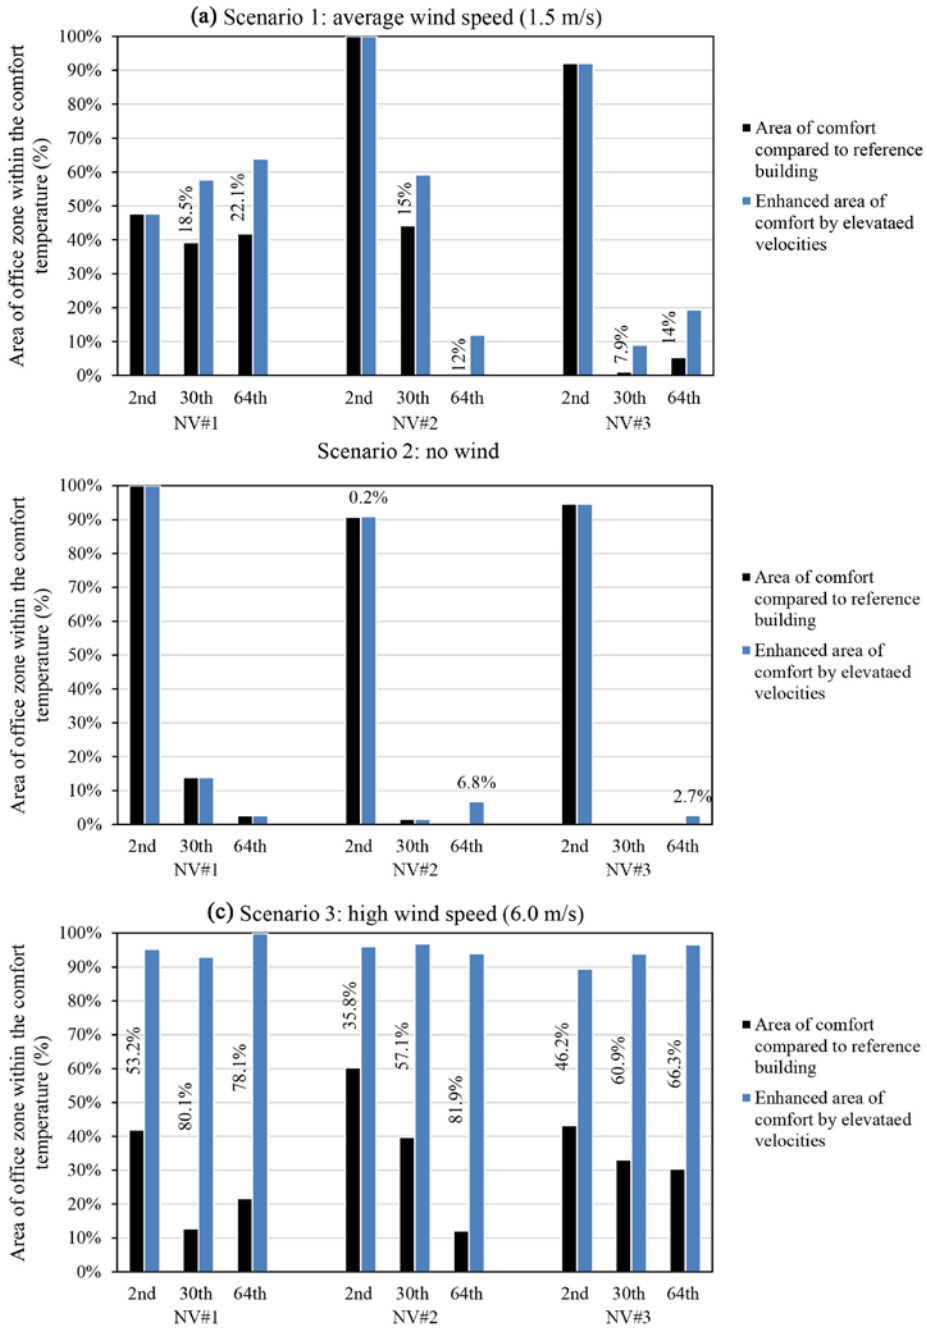 (a) Scenario 1: average wind speed (1.5 m/s)
Area of office zone within the comfort
temperature (%)
100%
90%
80%
70%
60%
50%
40%
30%
20%
10%
0%
18.5%
22.1%
15%
12%
7.9%
14%
2nd 30th 64th 2nd 30th 64th 2nd 30th 64th
NV#1 NV#2 NV#3
Area of comfort
compared to reference
building
Enhanced area of
comfort by elevataed
velocities
Scenario 2: no wind
Area of office zone within the comfort
temperature (%)
100%
90%
80%
70%
60%
50%
40%
30%
20%
10%
0%
0.2%
6.8%
2.7%
2nd 30th 64th 2nd 30th 64th 2nd 30th 64th
NV#1 NV#2 NV#3
Area of comfort
compared to reference
building
Enhanced area of
comfort by elevataed
velocities
(c) Scenario 3: high wind speed (6.0 m/s)
Area of office zone within the comfort
temperature (%)
100%
90%
80%
70%
60%
50%
40%
30%
20%
10%
0%
53.2%
80.1%
78.1%
35.8%
57.1%
81.9%
46.2%
60.9%
66.3%
2nd 30th 64th 2nd 30th 64th 2nd 30th 64th
NV#1 NV#2 NV#3
Area of comfort
compared to reference
building
Enhanced area of
comfort by elevataed
velocities